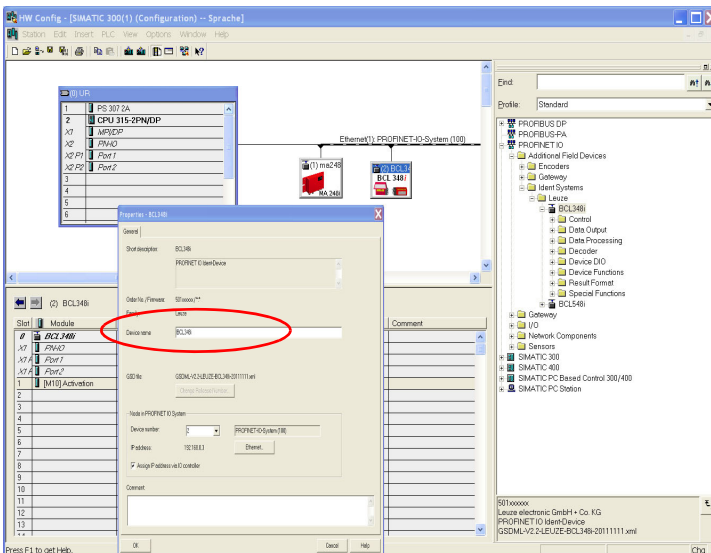 HW Config - [SIMATIC 300(1) (Configuration) -- Sprache]
Station Edit Insert PLC View Options Window Help
(0) UR
1 PS 307 2A
2 CPU 315-2PN/DP
X1 MPI/DP
X2 PN-IO
X2 P1 Port 1
X2 P2 Port 2
3
4
5
6
Ethernet(1): PROFINET-IO-System (100)
(1) ma248
MA 248i
(2) BCL34
BCL 348i
Find:
Profile: Standard
PROFIBUS DP
PROFIBUS-PA
PROFINET IO
Additional Field Devices
Encoders
Gateway
Ident Systems
Leuze
BCL348i
Control
Data Output
Data Processing
Decoder
Device DIO
Device Functions
Result Format
Special Functions
BCL548i
Gateway
I/O
Network Components
Sensors
SIMATIC 300
SIMATIC 400
SIMATIC PC Based Control 300/400
SIMATIC PC Station
Properties - BCL348i
General
Short description: BCL348i
PROFINET IO Ident-Device
Order No. / Firmware: 501xxxxxx / ***
Family: Leuze
Device name: BCL348i
GSD file: GSDML-V2.2-LEUZE-BCL348i-20111111.xml
Change Release Number...
Node in PROFINET IO System
Device number: 2 PROFINET-IO-System (100)
IP address: 192.168.0.3 Ethernet...
Assign IP address via IO controller
Comment:
OK Cancel Help
(2) BCL348i
Slot Module Comment
0 BCL348i
X1 PN-IO
X1 P Port 1
X1 P Port 2
1 [M10] Activation
2
3
4
5
6
7
8
9
10
11
12
13
14
501xxxxxx
Leuze electronic GmbH + Co. KG
PROFINET IO Ident-Device
GSDML-V2.2-LEUZE-BCL348i-20111111.xml
Press F1 to get Help.
Chg